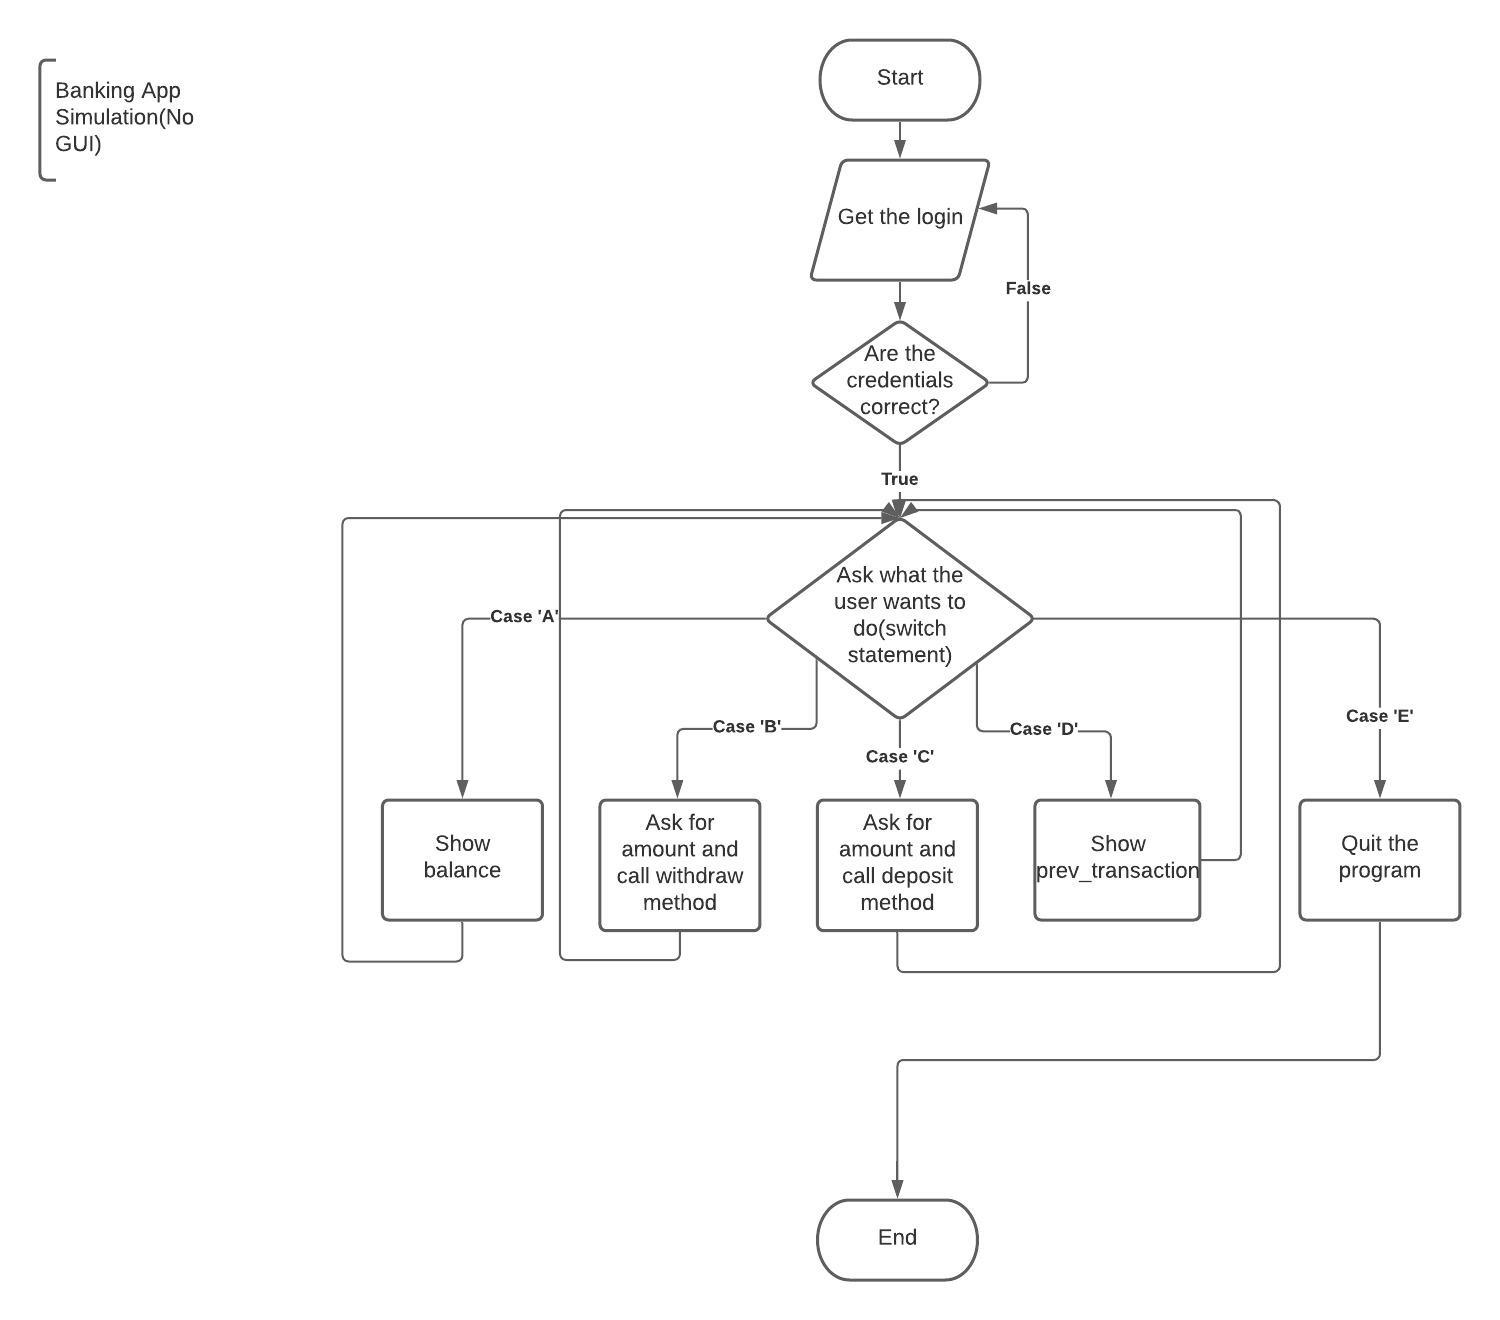 Banking App
Simulation(No
GUI)
Start
Get the login
False
Are the
credentials
correct?
True
Ask what the
user wants to
do(switch
statement)
Case 'A'
Case 'B'
Case 'C'
Case 'D'
Case 'E'
Show
balance
Ask for
amount and
call withdraw
method
Ask for
amount and
call deposit
method
Show
prev_transaction
Quit the
program
End